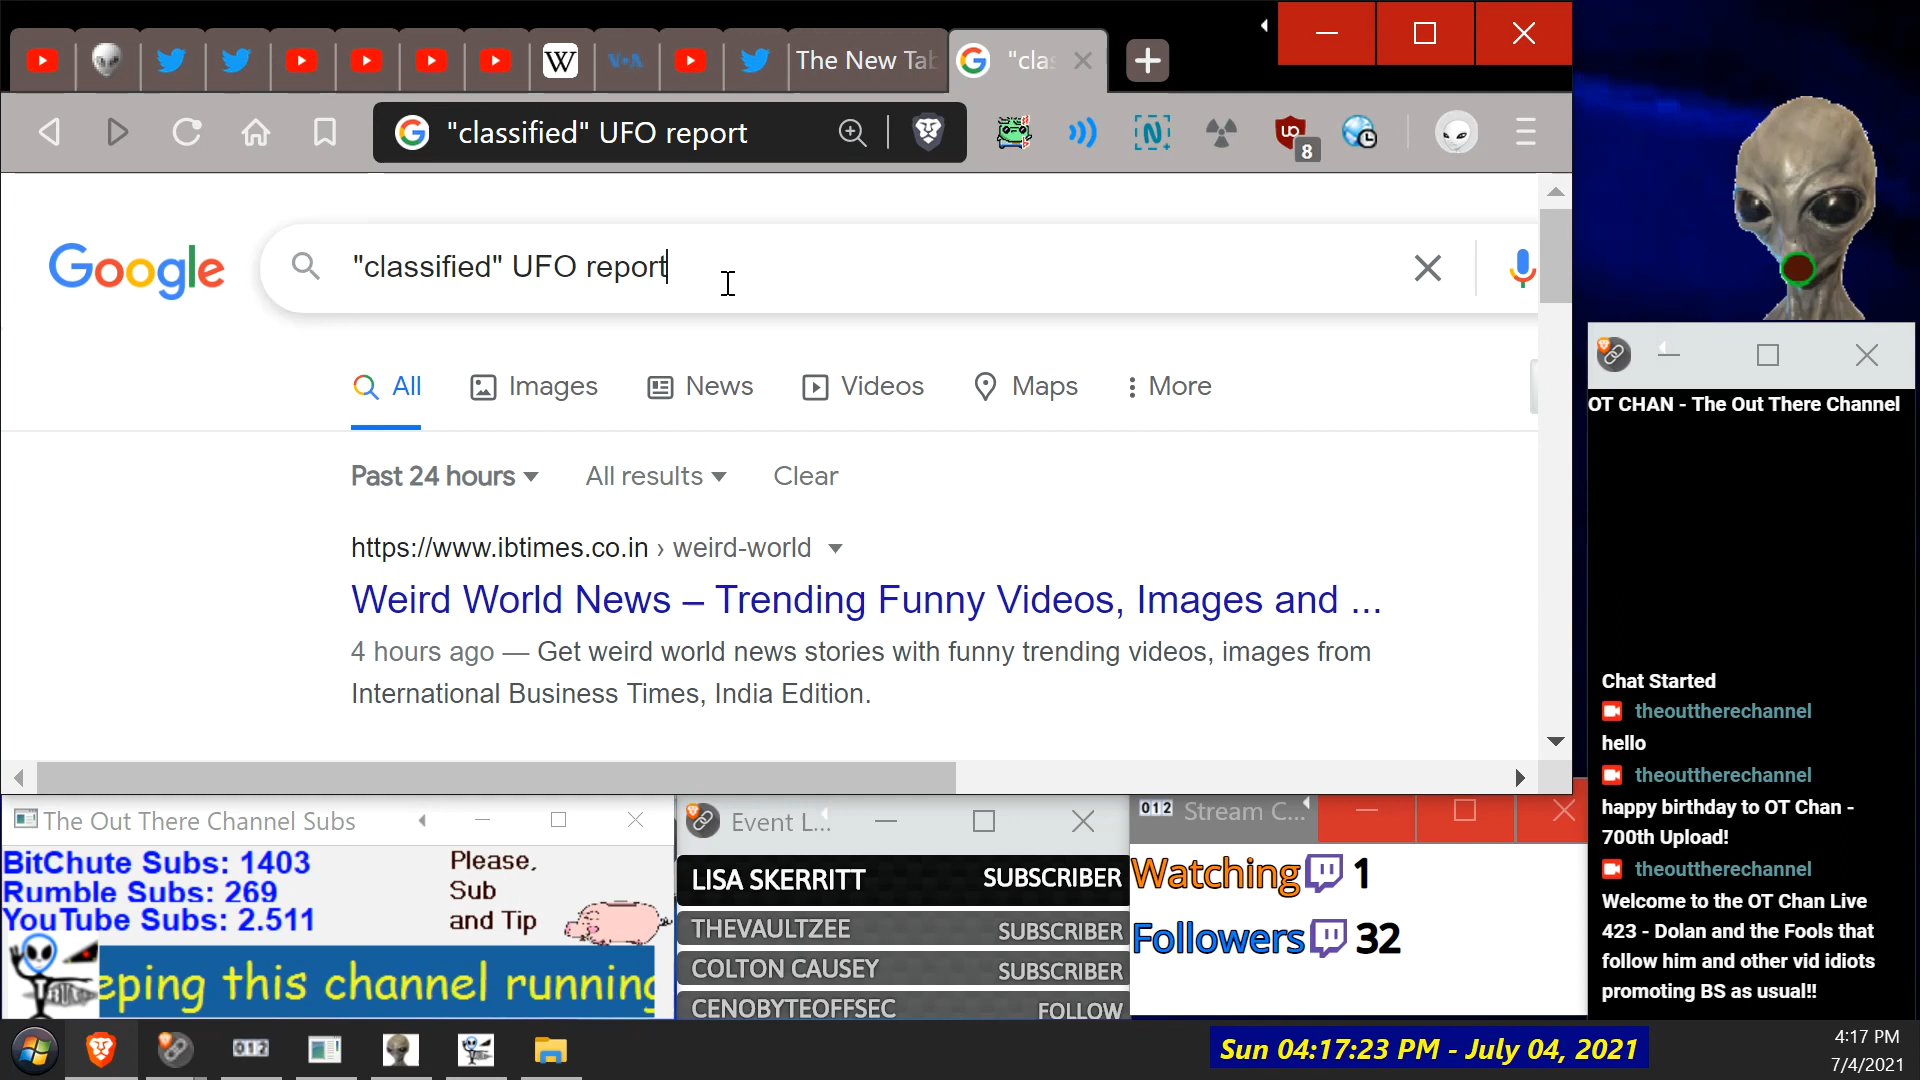 The New Tab
"clas
"classified" UFO report
8
Google
"classified" UFO report
All
Images
News
Videos
Maps
More
Past 24 hours
All results
Clear
https://www.ibtimes.co.in › weird-world
Weird World News – Trending Funny Videos, Images and ...
4 hours ago — Get weird world news stories with funny trending videos, images from
International Business Times, India Edition.
OT CHAN - The Out There Channel
Chat Started
theouttherechannel
hello
theouttherechannel
happy birthday to OT Chan -
700th Upload!
theouttherechannel
Welcome to the OT Chan Live
423 - Dolan and the Fools that
follow him and other vid idiots
promoting BS as usual!!
The Out There Channel Subs
BitChute Subs: 1403
Rumble Subs: 269
YouTube Subs: 2.511
Please,
Sub
and Tip
eping this channel running
Event L...
LISA SKERRITT SUBSCRIBER
THEVAULTZEE SUBSCRIBER
COLTON CAUSEY SUBSCRIBER
CENOBYTEOFFSEC FOLLOW
012 Stream C...
Watching 1
Followers 32
012
Sun 04:17:23 PM - July 04, 2021
4:17 PM
7/4/2021